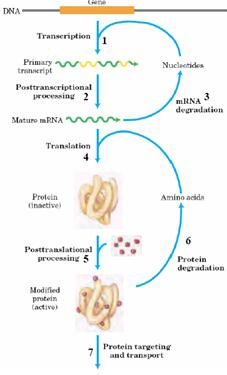 Gene
DNA
Transcription
1
Primary
transcript
Nucleotides
Posttranscriptional
processing
2
3
mRNA
degradation
Mature mRNA
4
Translation
Protein
(inactive)
Amino acids
Posttranslational
processing
5
6
Protein
degradation
Modified
protein
(active)
7
Protein targeting
and transport